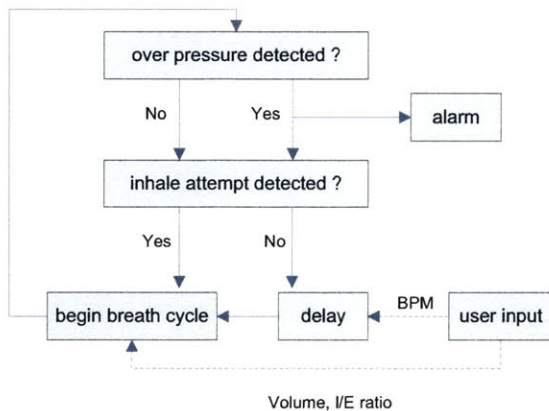 over pressure detected ?
No
Yes
alarm
inhale attempt detected ?
Yes
No
begin breath cycle
delay
BPM
user input
Volume, I/E ratio